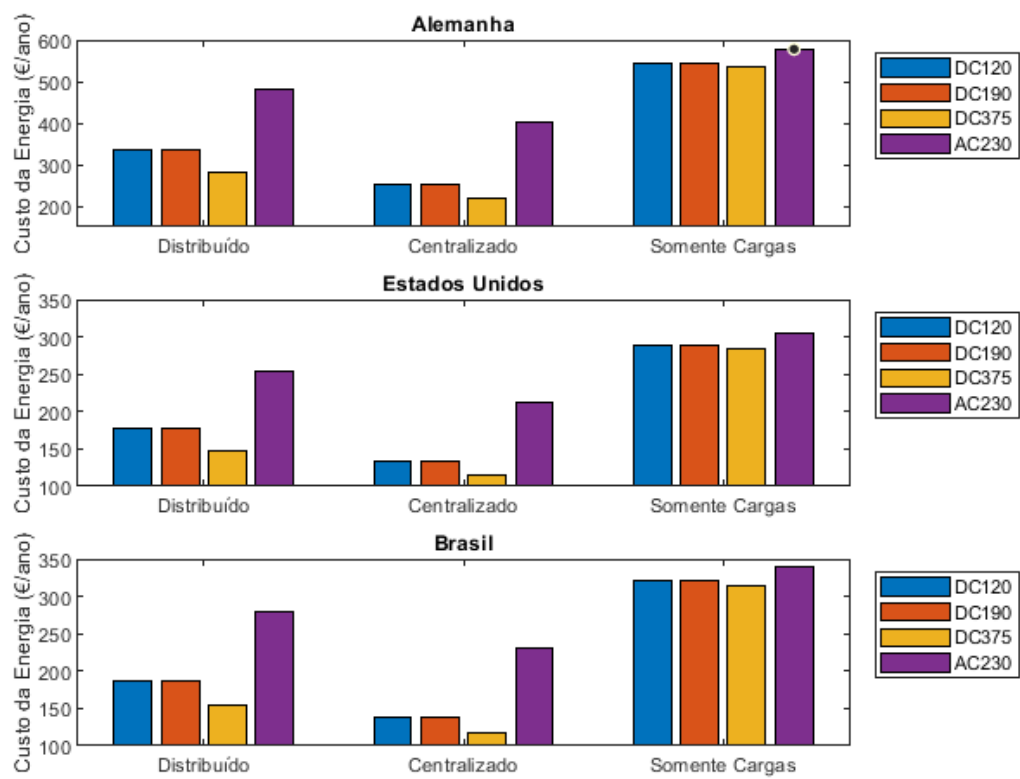 Alemanha
Custo da Energia (€/ano)
600
500
400
300
200
Distribuído
Centralizado
Somente Cargas
DC120
DC190
DC375
AC230
Estados Unidos
Custo da Energia (€/ano)
350
300
250
200
150
100
Distribuído
Centralizado
Somente Cargas
DC120
DC190
DC375
AC230
Brasil
Custo da Energia (€/ano)
350
300
250
200
150
100
Distribuído
Centralizado
Somente Cargas
DC120
DC190
DC375
AC230